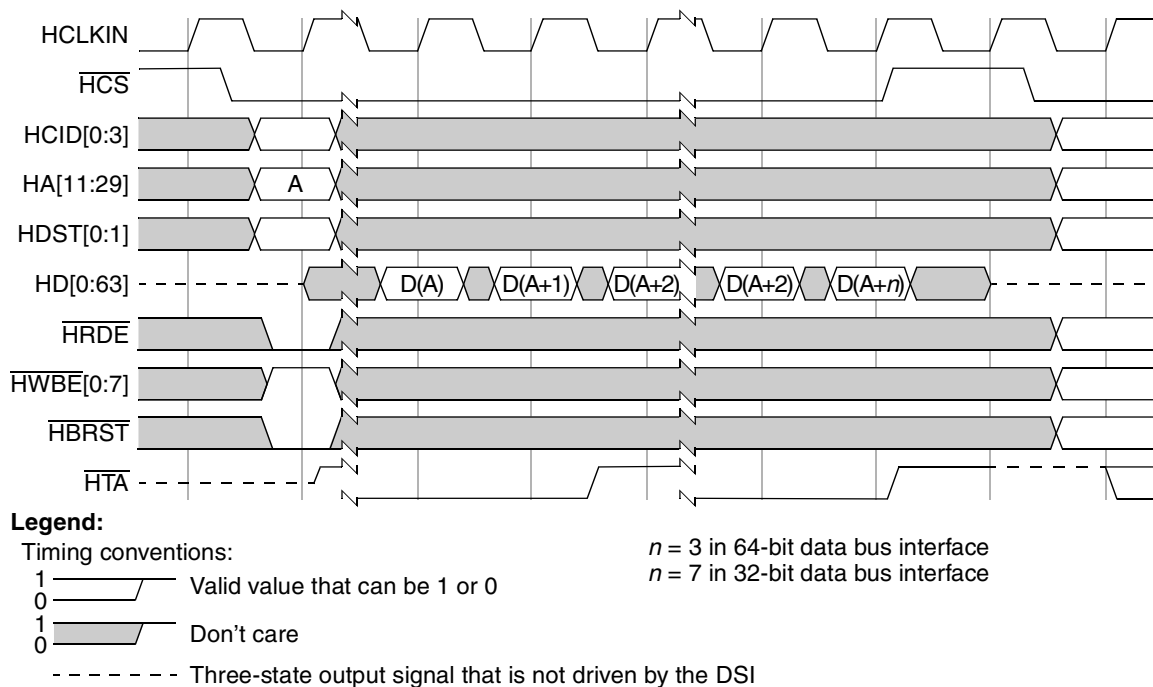 HCLKIN
HCS
HCID[0:3]
HA[11:29] A
HDST[0:1]
HD[0:63] D(A) D(A+1) D(A+2) D(A+2) D(A+n)
HRDE
HWBE[0:7]
HBRST
HTA
Legend:
Timing conventions:
n = 3 in 64-bit data bus interface
n = 7 in 32-bit data bus interface
1
0
Valid value that can be 1 or 0
1
0
Don't care
Three-state output signal that is not driven by the DSI